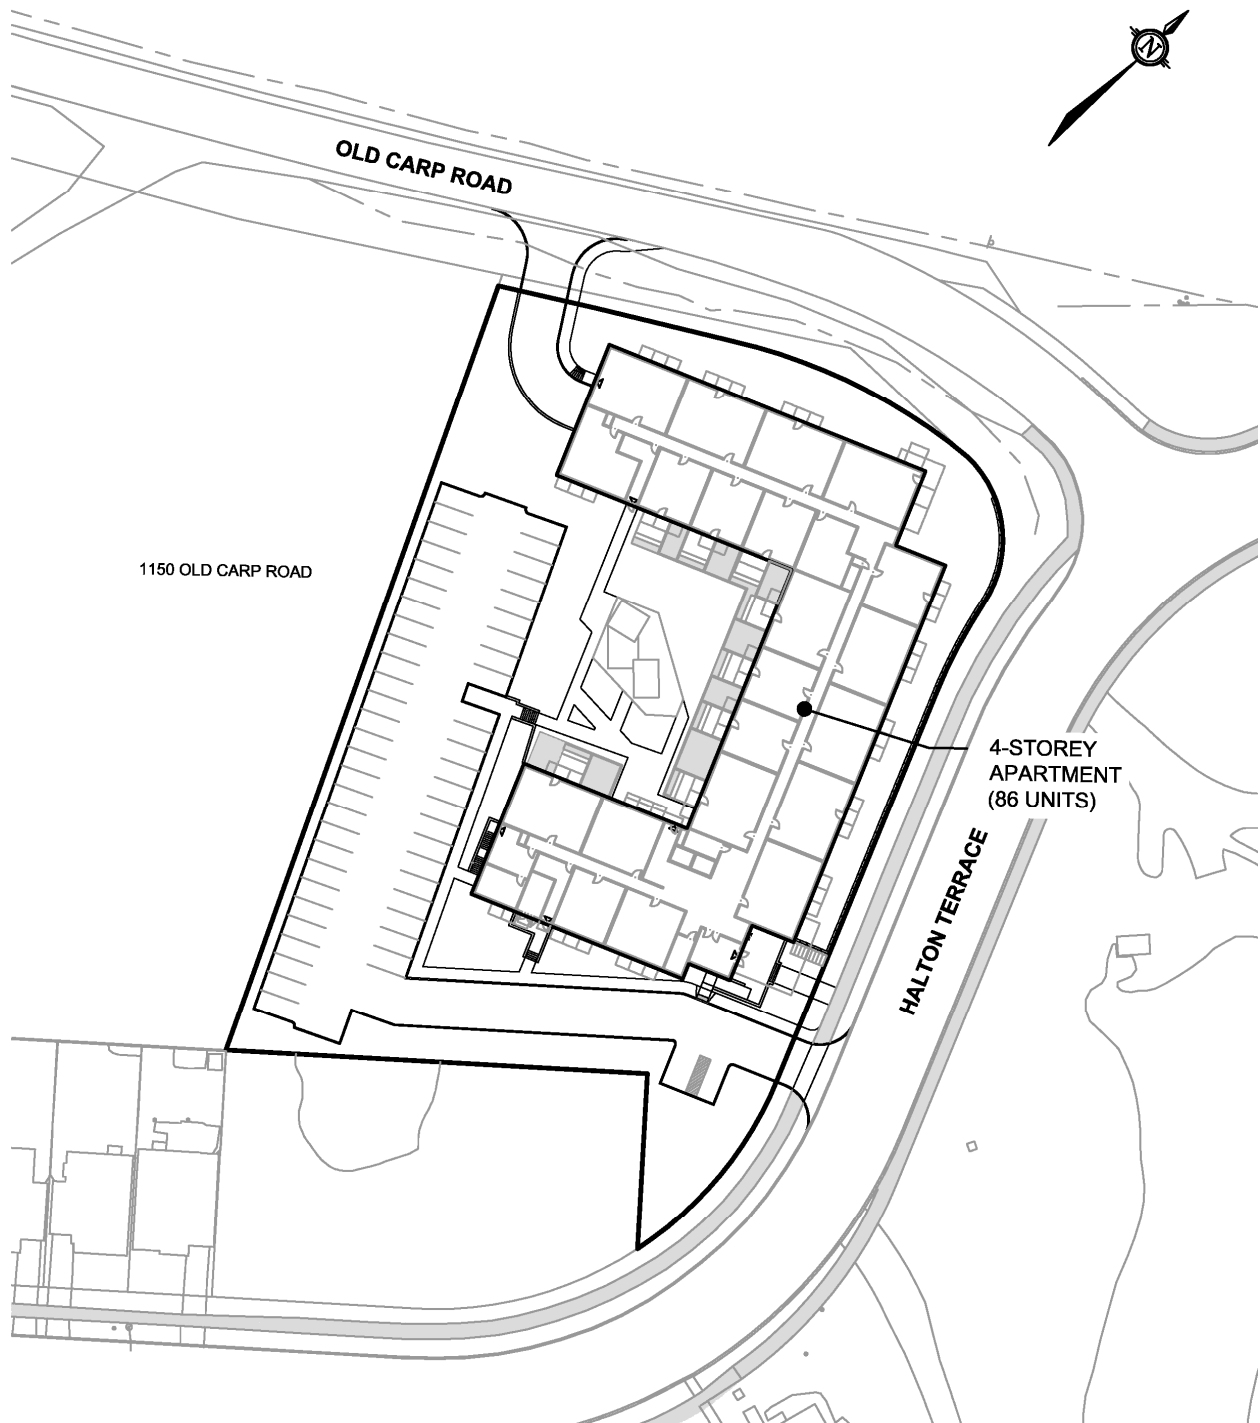 N
OLD CARP ROAD
1150 OLD CARP ROAD
4-STOREY
APARTMENT
(86 UNITS)
HALTON TERRACE